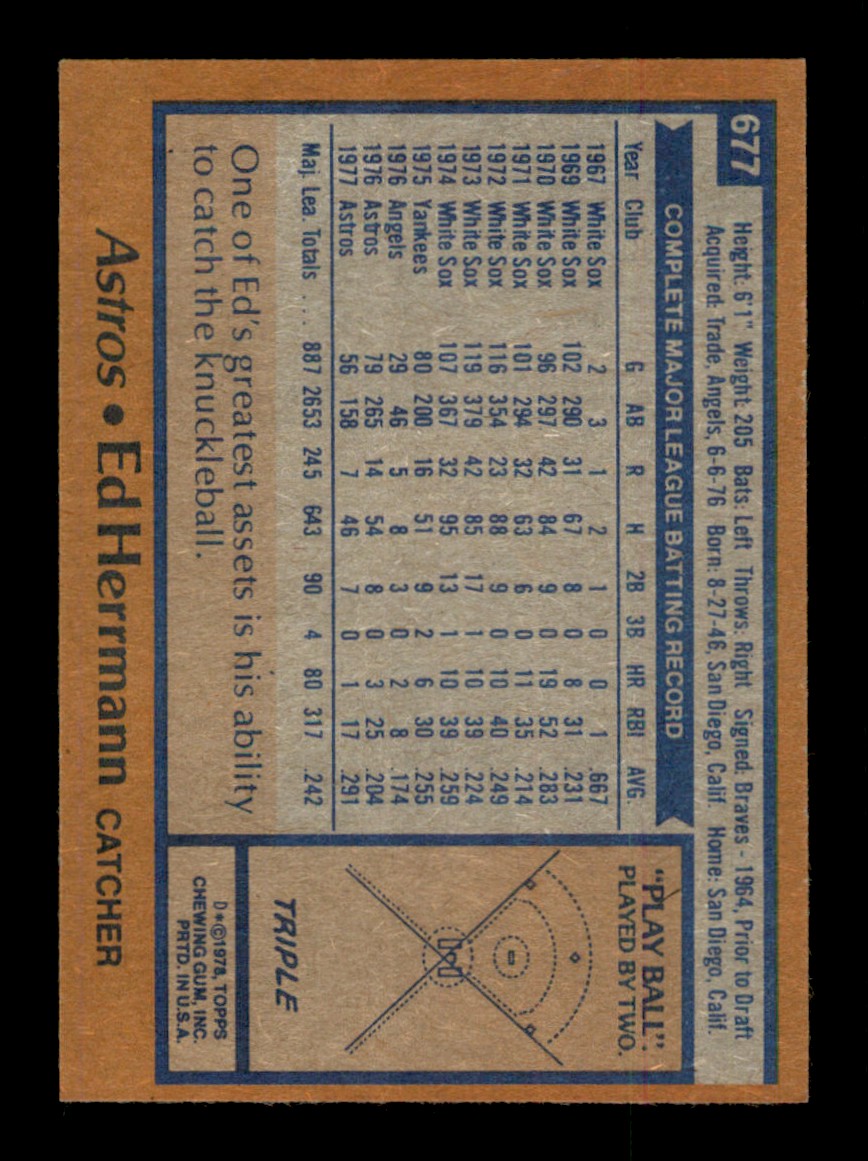 677
Height: 6'1" Weight: 205 Bats: Left Throws: Right Signed: Braves - 1964, Prior to Draft
Acquired: Trade, Angels, 6-6-76 Born: 8-27-46, San Diego, Calif. Home: San Diego, Calif.
COMPLETE MAJOR LEAGUE BATTING RECORD
Year Club G AB R H 2B 3B HR RBI AVG.
1967 White Sox 2 3 1 2 1 0 0 1 .667
1969 White Sox 102 290 31 67 8 0 8 31 .231
1970 White Sox 96 297 42 84 9 0 19 52 .283
1971 White Sox 101 294 32 63 6 0 11 35 .214
1972 White Sox 116 354 23 88 9 0 10 40 .249
1973 White Sox 119 379 42 85 17 1 10 39 .224
1974 White Sox 107 367 32 95 13 1 10 39 .259
1975 Yankees 80 200 16 51 9 2 6 30 .255
1976 Angels 29 46 5 8 3 0 2 8 .174
1976 Astros 79 265 14 54 8 0 3 25 .204
1977 Astros 56 158 7 46 7 0 1 17 .291
Maj. Lea. Totals .... 887 2653 245 643 90 4 80 317 .242
One of Ed's greatest assets is his ability
to catch the knuckleball.
"PLAY BALL"
PLAYED BY TWO.
TRIPLE
D*©1978, TOPPS
CHEWING GUM, INC.
PRTD. IN U.S.A.
Astros • Ed Herrmann CATCHER